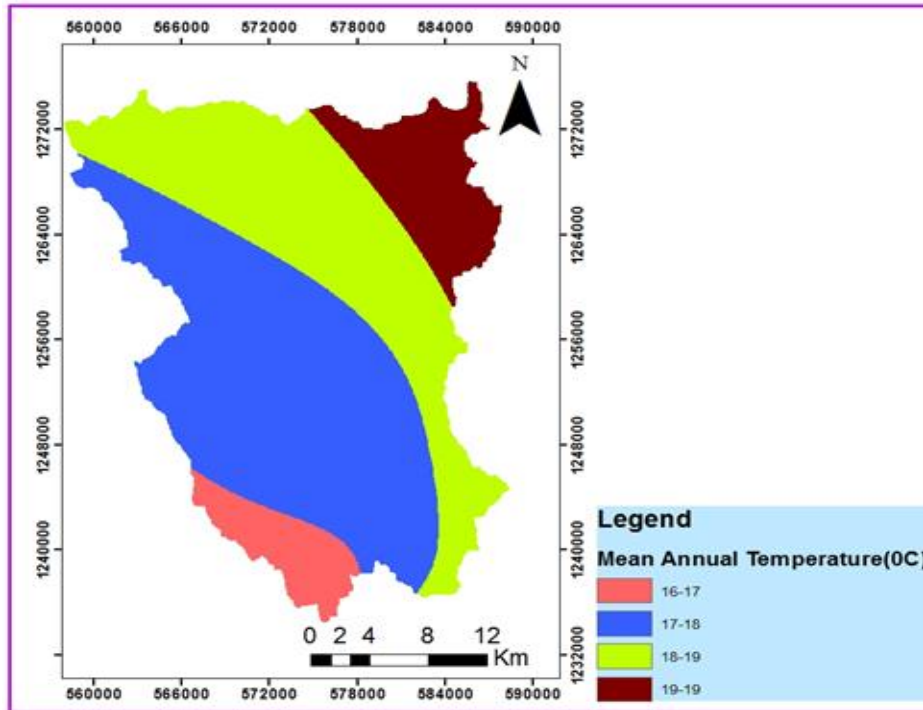 560000 566000 572000 578000 584000 590000
N
1272000 1272000
1264000 1264000
1256000 1256000
1248000 1248000
1240000 1240000
1232000 1232000
0 2 4 8 12
Km
560000 566000 572000 578000 584000 590000
Legend
Mean Annual Temperature(0C)
16-17
17-18
18-19
19-19